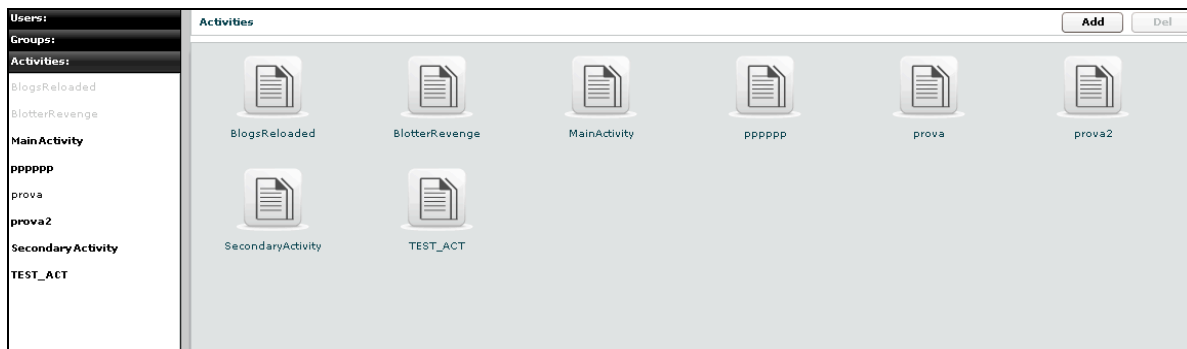 Users:
Groups:
Activities:
BlogsReloaded
BlotterRevenge
MainActivity
pppppp
prova
prova2
SecondaryActivity
TEST_ACT
Activities
Add Del
BlogsReloaded BlotterRevenge MainActivity pppppp prova prova2
SecondaryActivity TEST_ACT